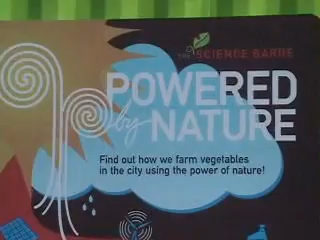 THE SCIENCE BARGE
POWERED
by NATURE
Find out how we farm vegetables
in the city using the power of nature!